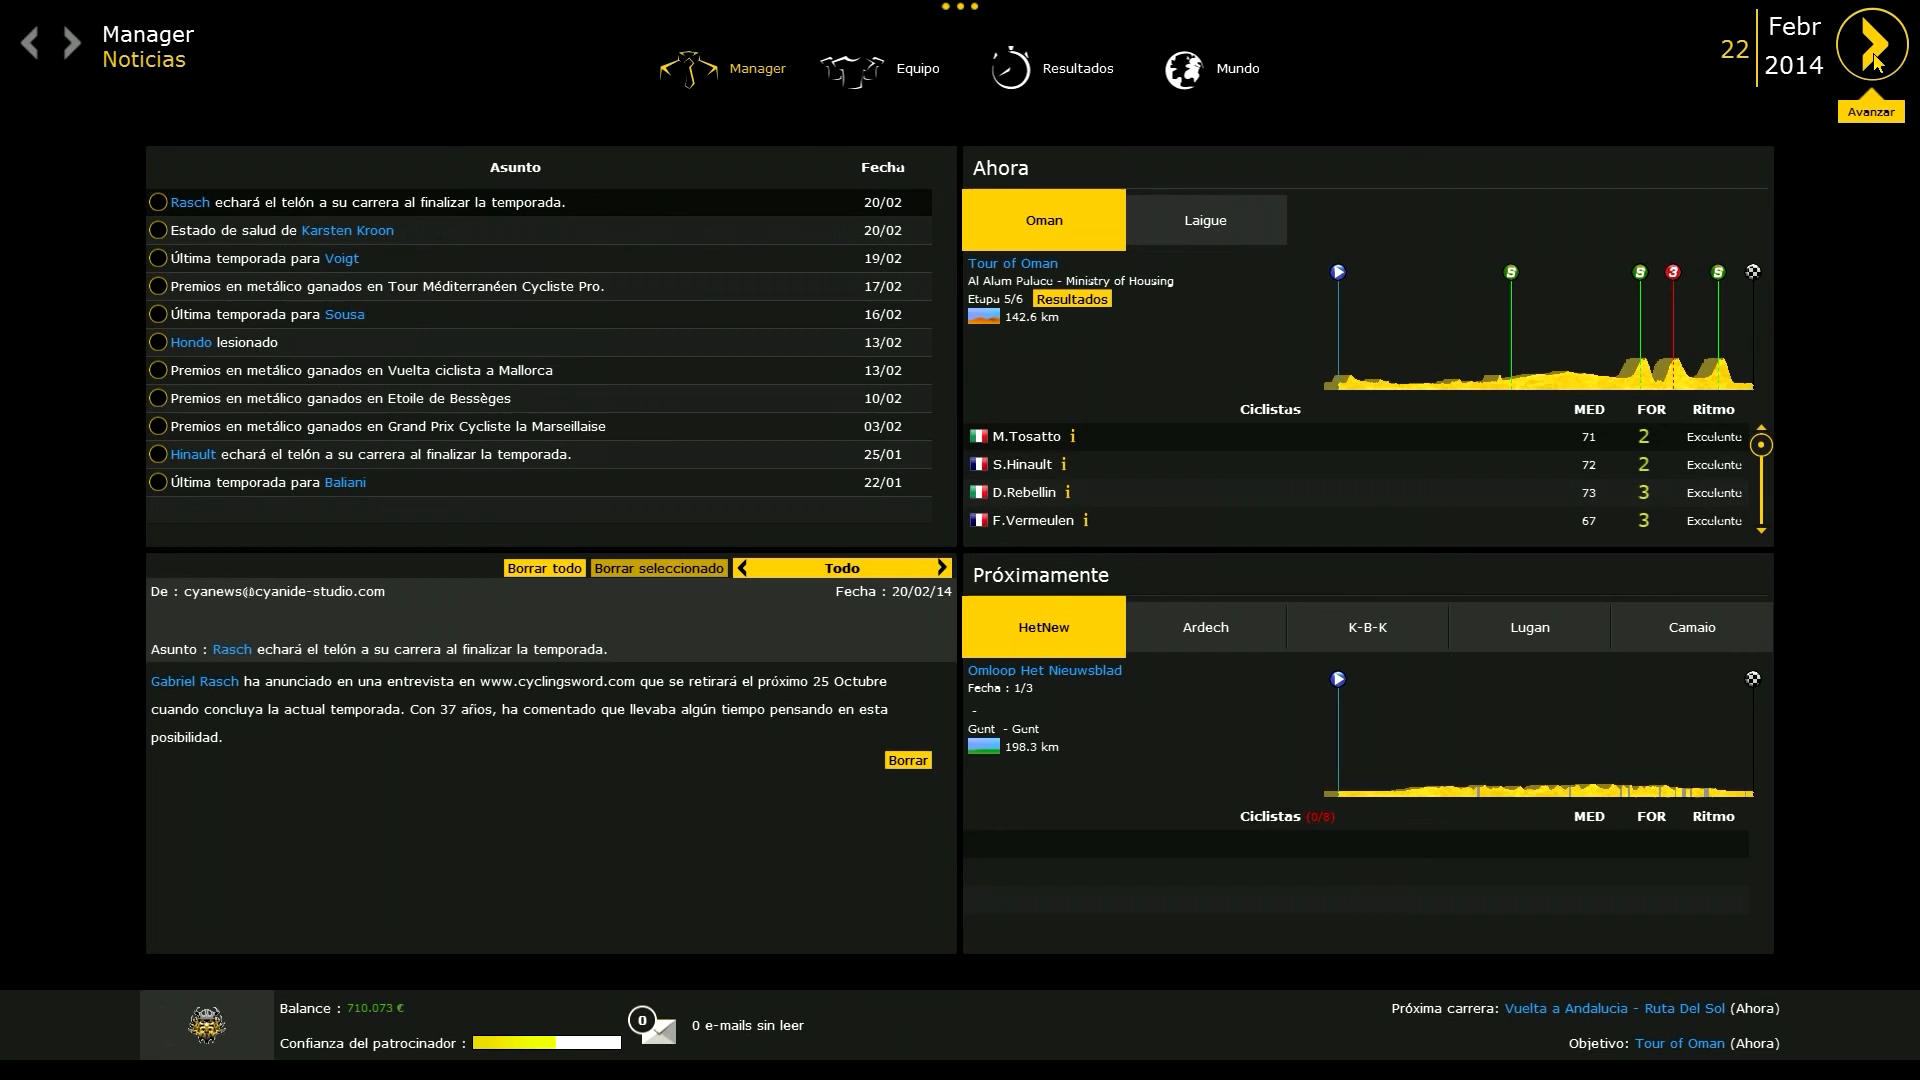 Manager
Noticias
Manager
Equipo
Resultados
Mundo
22
Febr
2014
Avanzar
Asunto Fecha
Rasch echará el telón a su carrera al finalizar la temporada. 20/02
Estado de salud de Karsten Kroon 20/02
Última temporada para Voigt 19/02
Premios en metálico ganados en Tour Méditerranéen Cycliste Pro. 17/02
Última temporada para Sousa 16/02
Hondo lesionado 13/02
Premios en metálico ganados en Vuelta ciclista a Mallorca 13/02
Premios en metálico ganados en Etoile de Bessèges 10/02
Premios en metálico ganados en Grand Prix Cycliste la Marseillaise 03/02
Hinault echará el telón a su carrera al finalizar la temporada. 25/01
Última temporada para Baliani 22/01
Borrar todo Borrar seleccionado Todo
De : cyanews@cyanide-studio.com Fecha : 20/02/14
Asunto : Rasch echará el telón a su carrera al finalizar la temporada.
Gabriel Rasch ha anunciado en una entrevista en www.cyclingsword.com que se retirará el próximo 25 Octubre
cuando concluya la actual temporada. Con 37 años, ha comentado que llevaba algún tiempo pensando en esta
posibilidad.
Borrar
Ahora
Oman Laigue
Tour of Oman
Al Alam Palace - Ministry of Housing
Etapa 5/6 Resultados
142.6 km
S S 3 S
Ciclistas MED FOR Ritmo
M.Tosatto i 71 2 Excelente
S.Hinault i 72 2 Excelente
D.Rebellin i 73 3 Excelente
F.Vermeulen i 67 3 Excelente
Próximamente
HetNew Ardech K-B-K Lugan Camaio
Omloop Het Nieuwsblad
Fecha : 1/3
-
Gent - Gent
198.3 km
Ciclistas (0/8) MED FOR Ritmo
Balance : 710.073 €
Confianza del patrocinador :
0
0 e-mails sin leer
Próxima carrera: Vuelta a Andalucia - Ruta Del Sol (Ahora)
Objetivo: Tour of Oman (Ahora)